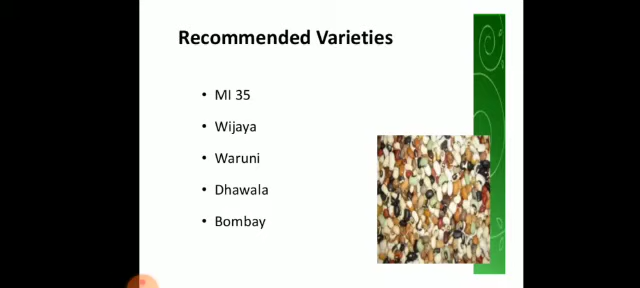 Recommended Varieties
• MI 35
• Wijaya
• Waruni
• Dhawala
• Bombay